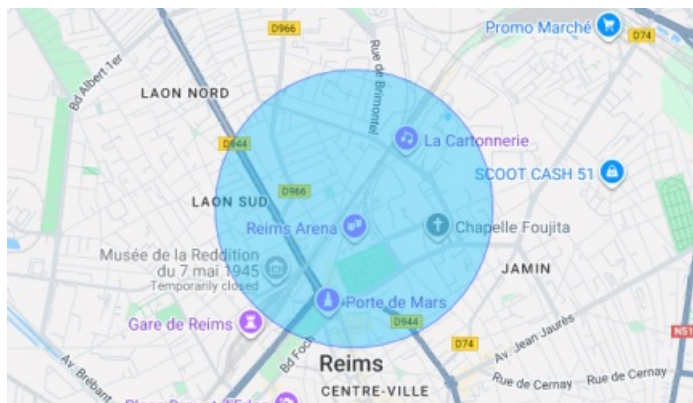 D966
Promo Marché
D74
Rue de Brimontel
Bd Albert 1er
LAON NORD
La Cartonnerie
D944
SCOOT CASH 51
D966
LAON SUD
Reims Arena
Chapelle Foujita
Musée de la Reddition
du 7 mai 1945
Temporarily closed
JAMIN
Porte de Mars
Gare de Reims
D944
N51
Bd Foch
D74
Av. Jean Jaurès
Reims
Av. Brébant
Rue de Cernay
Rue de Cernay
CENTRE-VILLE